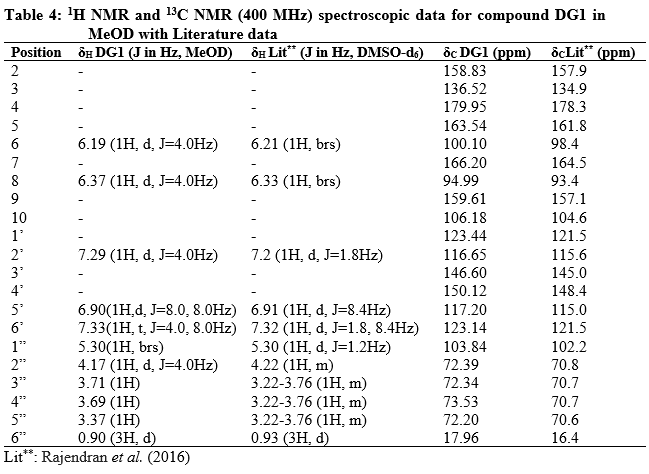 Table 4: ¹H NMR and ¹³C NMR (400 MHz) spectroscopic data for compound DG1 in
MeOD with Literature data
Position δH DG1 (J in Hz, MeOD) δH Lit** (J in Hz, DMSO-d6) δC DG1 (ppm) δCLit** (ppm)
2 - - 158.83 157.9
3 - - 136.52 134.9
4 - - 179.95 178.3
5 - - 163.54 161.8
6 6.19 (1H, d, J=4.0Hz) 6.21 (1H, brs) 100.10 98.4
7 - - 166.20 164.5
8 6.37 (1H, d, J=4.0Hz) 6.33 (1H, brs) 94.99 93.4
9 - - 159.61 157.1
10 - - 106.18 104.6
1’ - - 123.44 121.5
2’ 7.29 (1H, d, J=4.0Hz) 7.2 (1H, d, J=1.8Hz) 116.65 115.6
3’ - - 146.60 145.0
4’ - - 150.12 148.4
5’ 6.90(1H,d, J=8.0, 8.0Hz) 6.91 (1H, d, J=8.4Hz) 117.20 115.0
6’ 7.33(1H, t, J=4.0, 8.0Hz) 7.32 (1H, d, J=1.8, 8.4Hz) 123.14 121.5
1” 5.30(1H, brs) 5.30 (1H, d, J=1.2Hz) 103.84 102.2
2” 4.17 (1H, d, J=4.0Hz) 4.22 (1H, m) 72.39 70.8
3” 3.71 (1H) 3.22-3.76 (1H, m) 72.34 70.7
4” 3.69 (1H) 3.22-3.76 (1H, m) 73.53 70.7
5” 3.37 (1H) 3.22-3.76 (1H, m) 72.20 70.6
6” 0.90 (3H, d) 0.93 (3H, d) 17.96 16.4
Lit**: Rajendran et al. (2016)